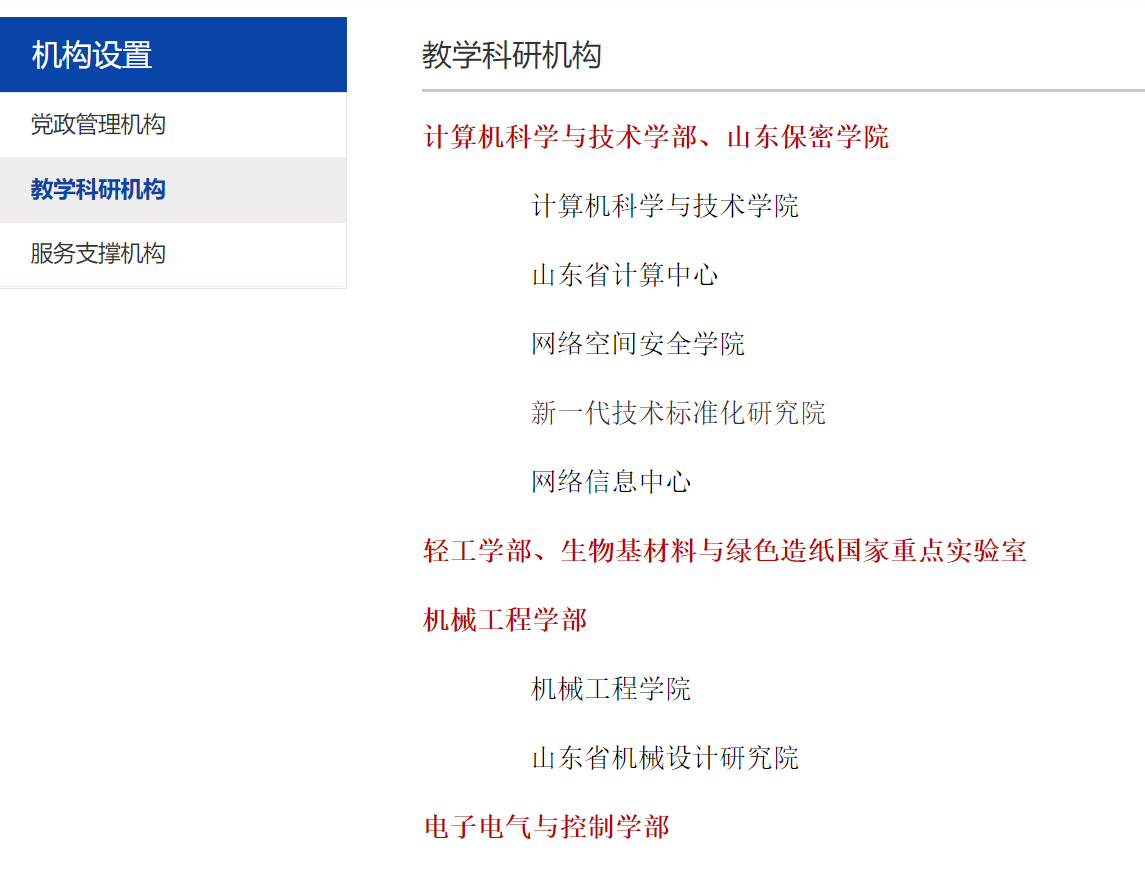 机构设置
党政管理机构
教学科研机构
服务支撑机构
教学科研机构
计算机科学与技术学部、山东保密学院
计算机科学与技术学院
山东省计算中心
网络空间安全学院
新一代技术标准化研究院
网络信息中心
轻工学部、生物基材料与绿色造纸国家重点实验室
机械工程学部
机械工程学院
山东省机械设计研究院
电子电气与控制学部